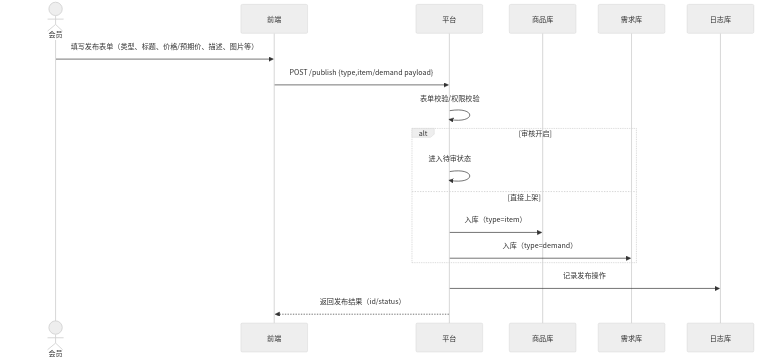 会员
前端
平台
商品库
需求库
日志库
填写发布表单（类型、标题、价格/预期价、描述、图片等）
POST /publish (type,item/demand payload)
表单校验/权限校验
alt
[审核开启]
进入待审状态
[直接上架]
入库（type=item）
入库（type=demand）
记录发布操作
返回发布结果（id/status）
会员
前端
平台
商品库
需求库
日志库